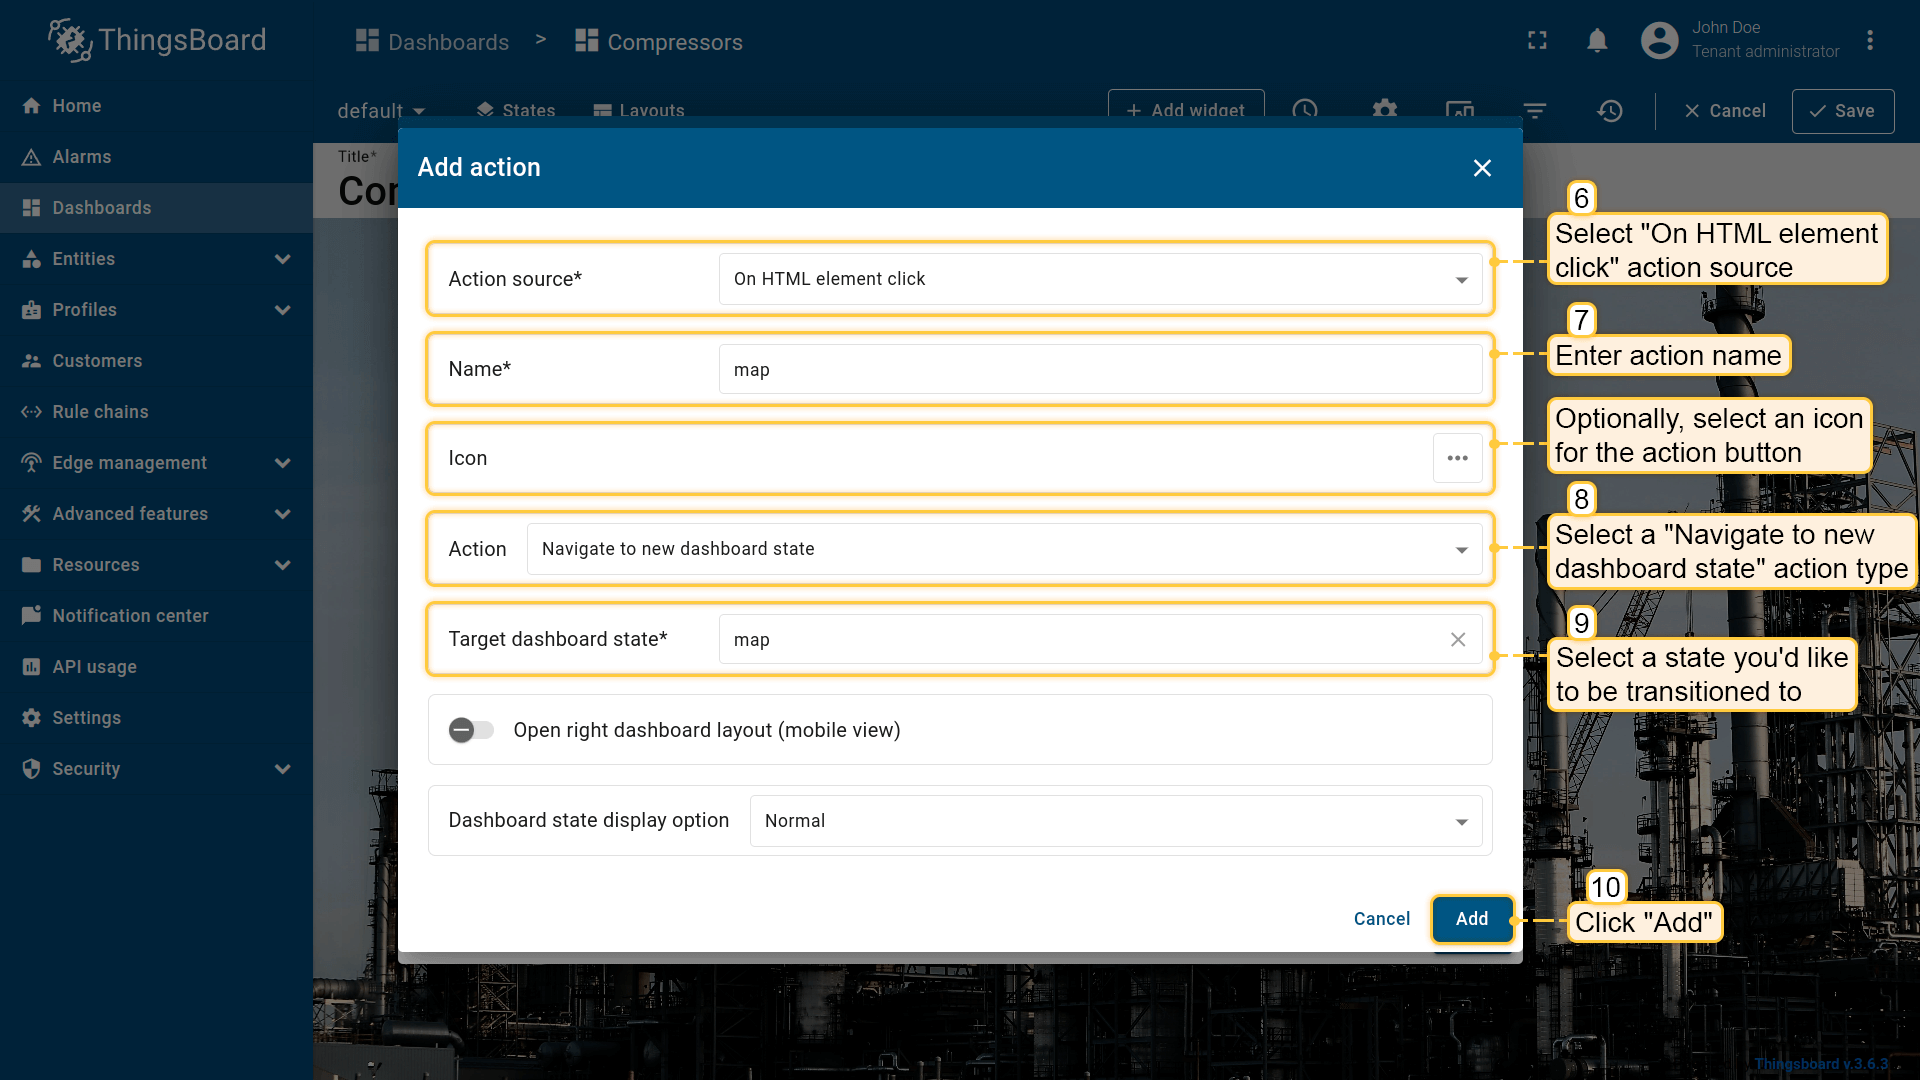 ThingsBoard
Dashboards > Compressors
John Doe
Tenant administrator
Home
Alarms
Dashboards
Entities
Profiles
Customers
Rule chains
Edge management
Advanced features
Resources
Notification center
API usage
Settings
Security
default
States
Layouts
+ Add widget
Cancel
Save
Title*
Con
Add action
Action source*
On HTML element click
Name*
map
Icon
Action
Navigate to new dashboard state
Target dashboard state*
map
Open right dashboard layout (mobile view)
Dashboard state display option
Normal
Cancel
Add
6
Select "On HTML element
click" action source
7
Enter action name
Optionally, select an icon
for the action button
8
Select a "Navigate to new
dashboard state" action type
9
Select a state you'd like
to be transitioned to
10
Click "Add"
Thingsboard v.3.6.3